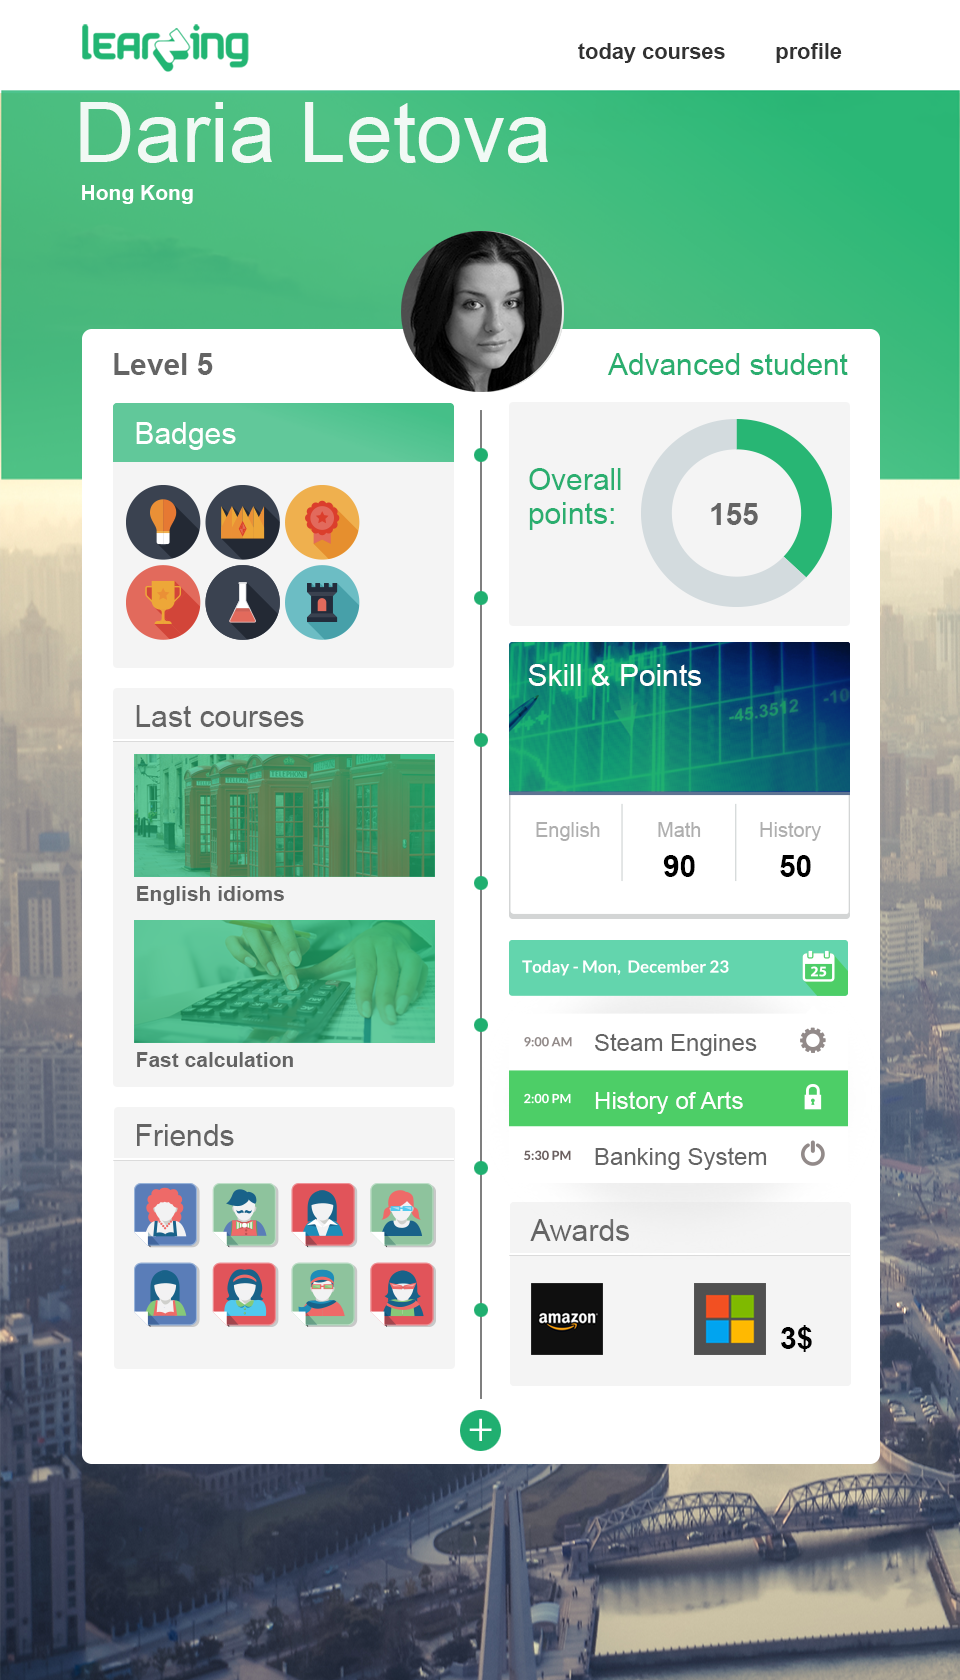 learning
today courses
profile
Daria Letova
Hong Kong
Level 5
Advanced student
Badges
Overall
points:
155
Last courses
TELEPHONE
English idioms
Fast calculation
Skill & Points
-45.3512
-10
English
Math
History
90
50
Today - Mon, December 23
25
9:00 AM
Steam Engines
2:00 PM
History of Arts
5:30 PM
Banking System
Friends
Awards
amazon
3$